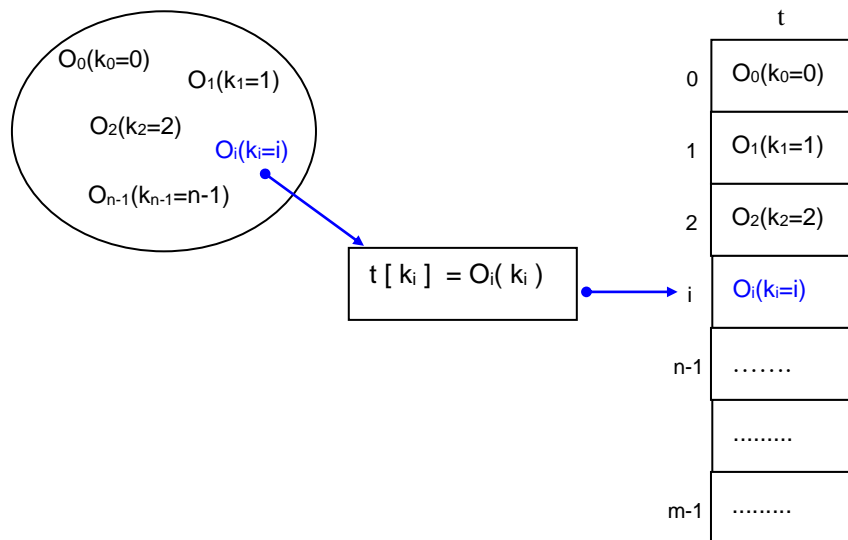 t
O₀(k₀=0)
O₁(k₁=1)
O₂(k₂=2)
Oᵢ(kᵢ=i)
Oₙ₋₁(kₙ₋₁=n-1)
t [ kᵢ ] = Oᵢ( kᵢ )
0 O₀(k₀=0)
1 O₁(k₁=1)
2 O₂(k₂=2)
i Oᵢ(kᵢ=i)
n-1 .......
.........
m-1 .........